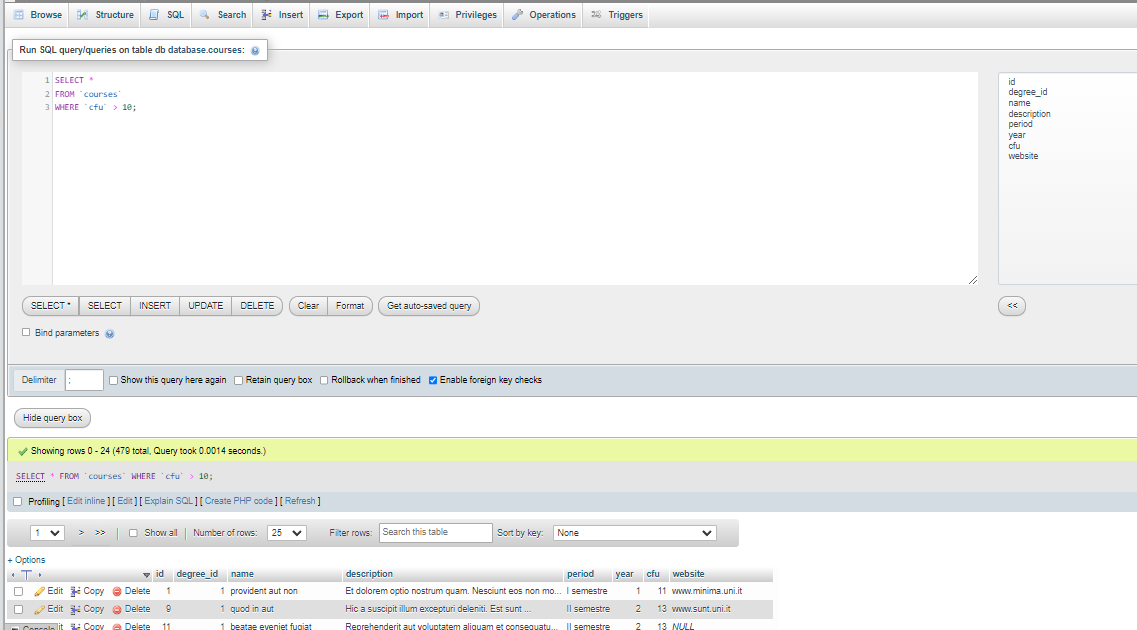 Browse Structure SQL Search Insert Export Import Privileges Operations Triggers
Run SQL query/queries on table db database.courses:
1 SELECT *
2 FROM `courses`
3 WHERE `cfu` > 10;
id
degree_id
name
description
period
year
cfu
website
SELECT * SELECT INSERT UPDATE DELETE Clear Format Get auto-saved query <<
Bind parameters
Delimiter ; Show this query here again Retain query box Rollback when finished Enable foreign key checks
Hide query box
Showing rows 0 - 24 (479 total, Query took 0.0014 seconds.)
SELECT * FROM `courses` WHERE `cfu` > 10;
Profiling [ Edit inline ] [ Edit ] [ Explain SQL ] [ Create PHP code ] [ Refresh ]
1 > >> Show all Number of rows: 25 Filter rows: Search this table Sort by key: None
+ Options
id degree_id name description period year cfu website
Edit Copy Delete 1 1 provident aut non Et dolorem optio nostrum quam. Nesciunt eos non mo... I semestre 1 11 www.minima.uni.it
Edit Copy Delete 9 1 quod in aut Hic a suscipit illum excepturi deleniti. Est sunt ... II semestre 2 13 www.sunt.uni.it
Console Copy Delete 11 1 beatae eveniet fugiat Reprehenderit aut voluptatem aliquam et consequatu... II semestre 2 13 NULL